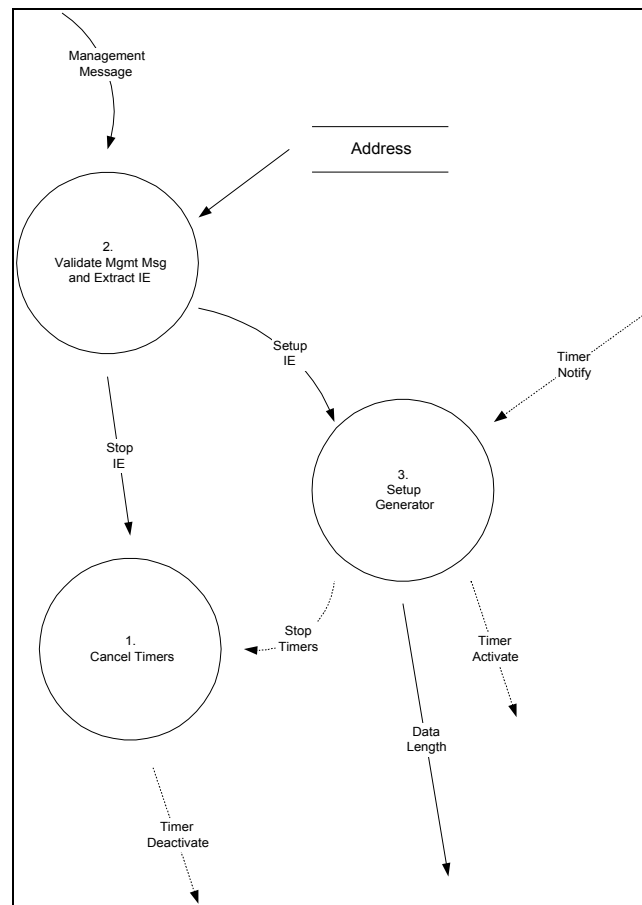 Management
Message
Address
2.
Validate Mgmt Msg
and Extract IE
Setup
IE
Timer
Notify
Stop
IE
3.
Setup
Generator
1.
Cancel Timers
Stop
Timers
Timer
Activate
Data
Length
Timer
Deactivate